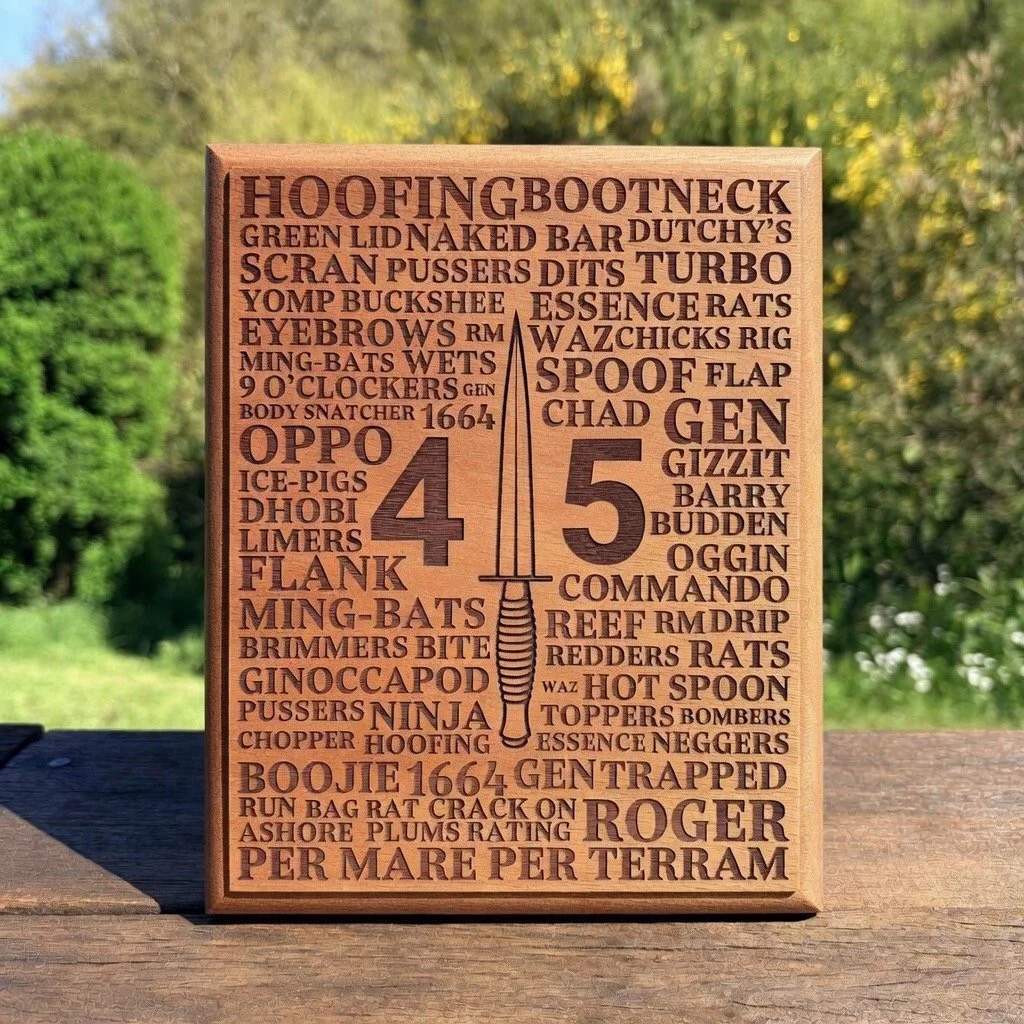 HOOFING BOOTNECK
GREEN LID NAKED BAR DUTCHY'S
SCRAN PUSSERS DITS TURBO
YOMP BUCKSHEE ESSENCE RATS
EYEBROWS RM WAZ CHICKS RIG
MING-BATS WETS SPOOF FLAP
9 O'CLOCKERS GEN
BODY SNATCHER 1664 CHAD GEN
OPPO 4 5 GIZZIT
ICE-PIGS BARRY
DHOBI BUDDEN
LIMERS OGGIN
FLANK COMMANDO
MING-BATS REEF RM DRIP
BRIMMERS BITE REDDERS RATS
GINOCCAPOD WAZ HOT SPOON
PUSSERS NINJA TOPPERS BOMBERS
CHOPPER HOOFING ESSENCE NEGGERS
BOOJIE 1664 GEN TRAPPED
RUN BAG RAT CRACK ON ROGER
ASHORE PLUMS RATING
PER MARE PER TERRAM